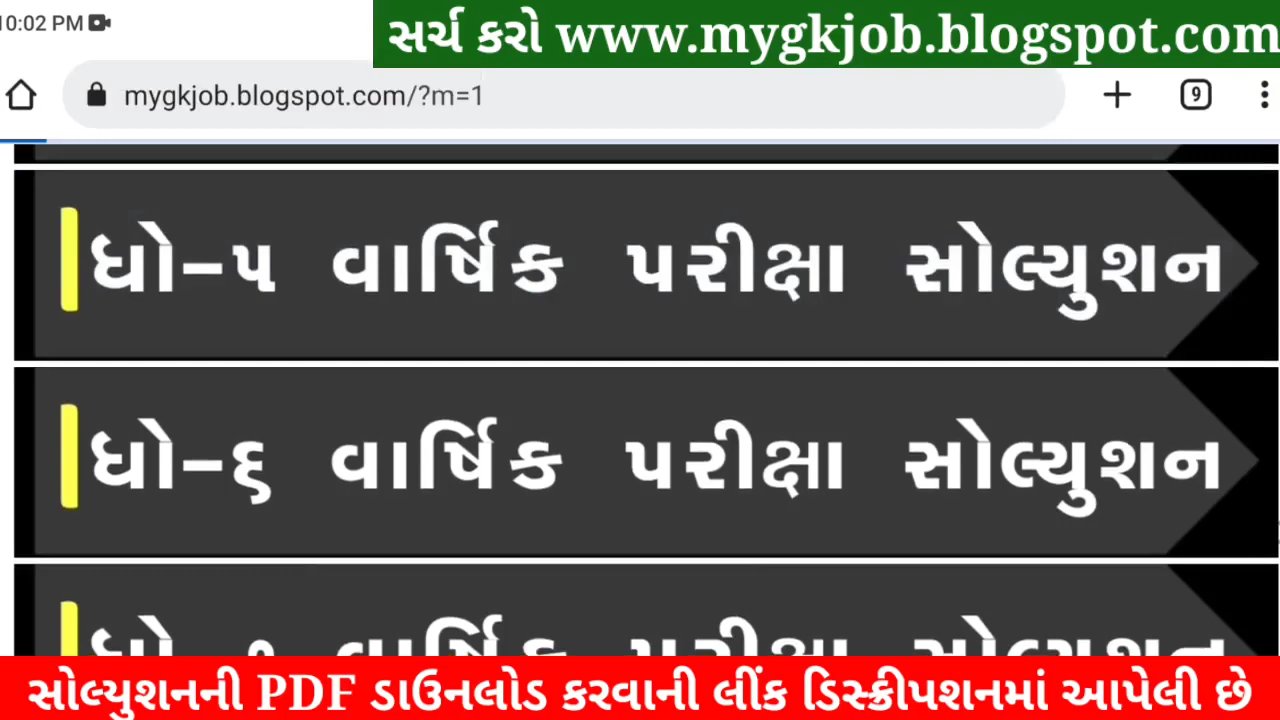 10:02 PM
સર્ચ કરો www.mygkjob.blogspot.com
mygkjob.blogspot.com/?m=1
9
ધો-૫ વાર્ષિક પરીક્ષા સોલ્યુશન
ધો-૬ વાર્ષિક પરીક્ષા સોલ્યુશન
સોલ્યુશનની PDF ડાઉનલોડ કરવાની લીંક ડિસ્ક્રીપશનમાં આપેલી છે